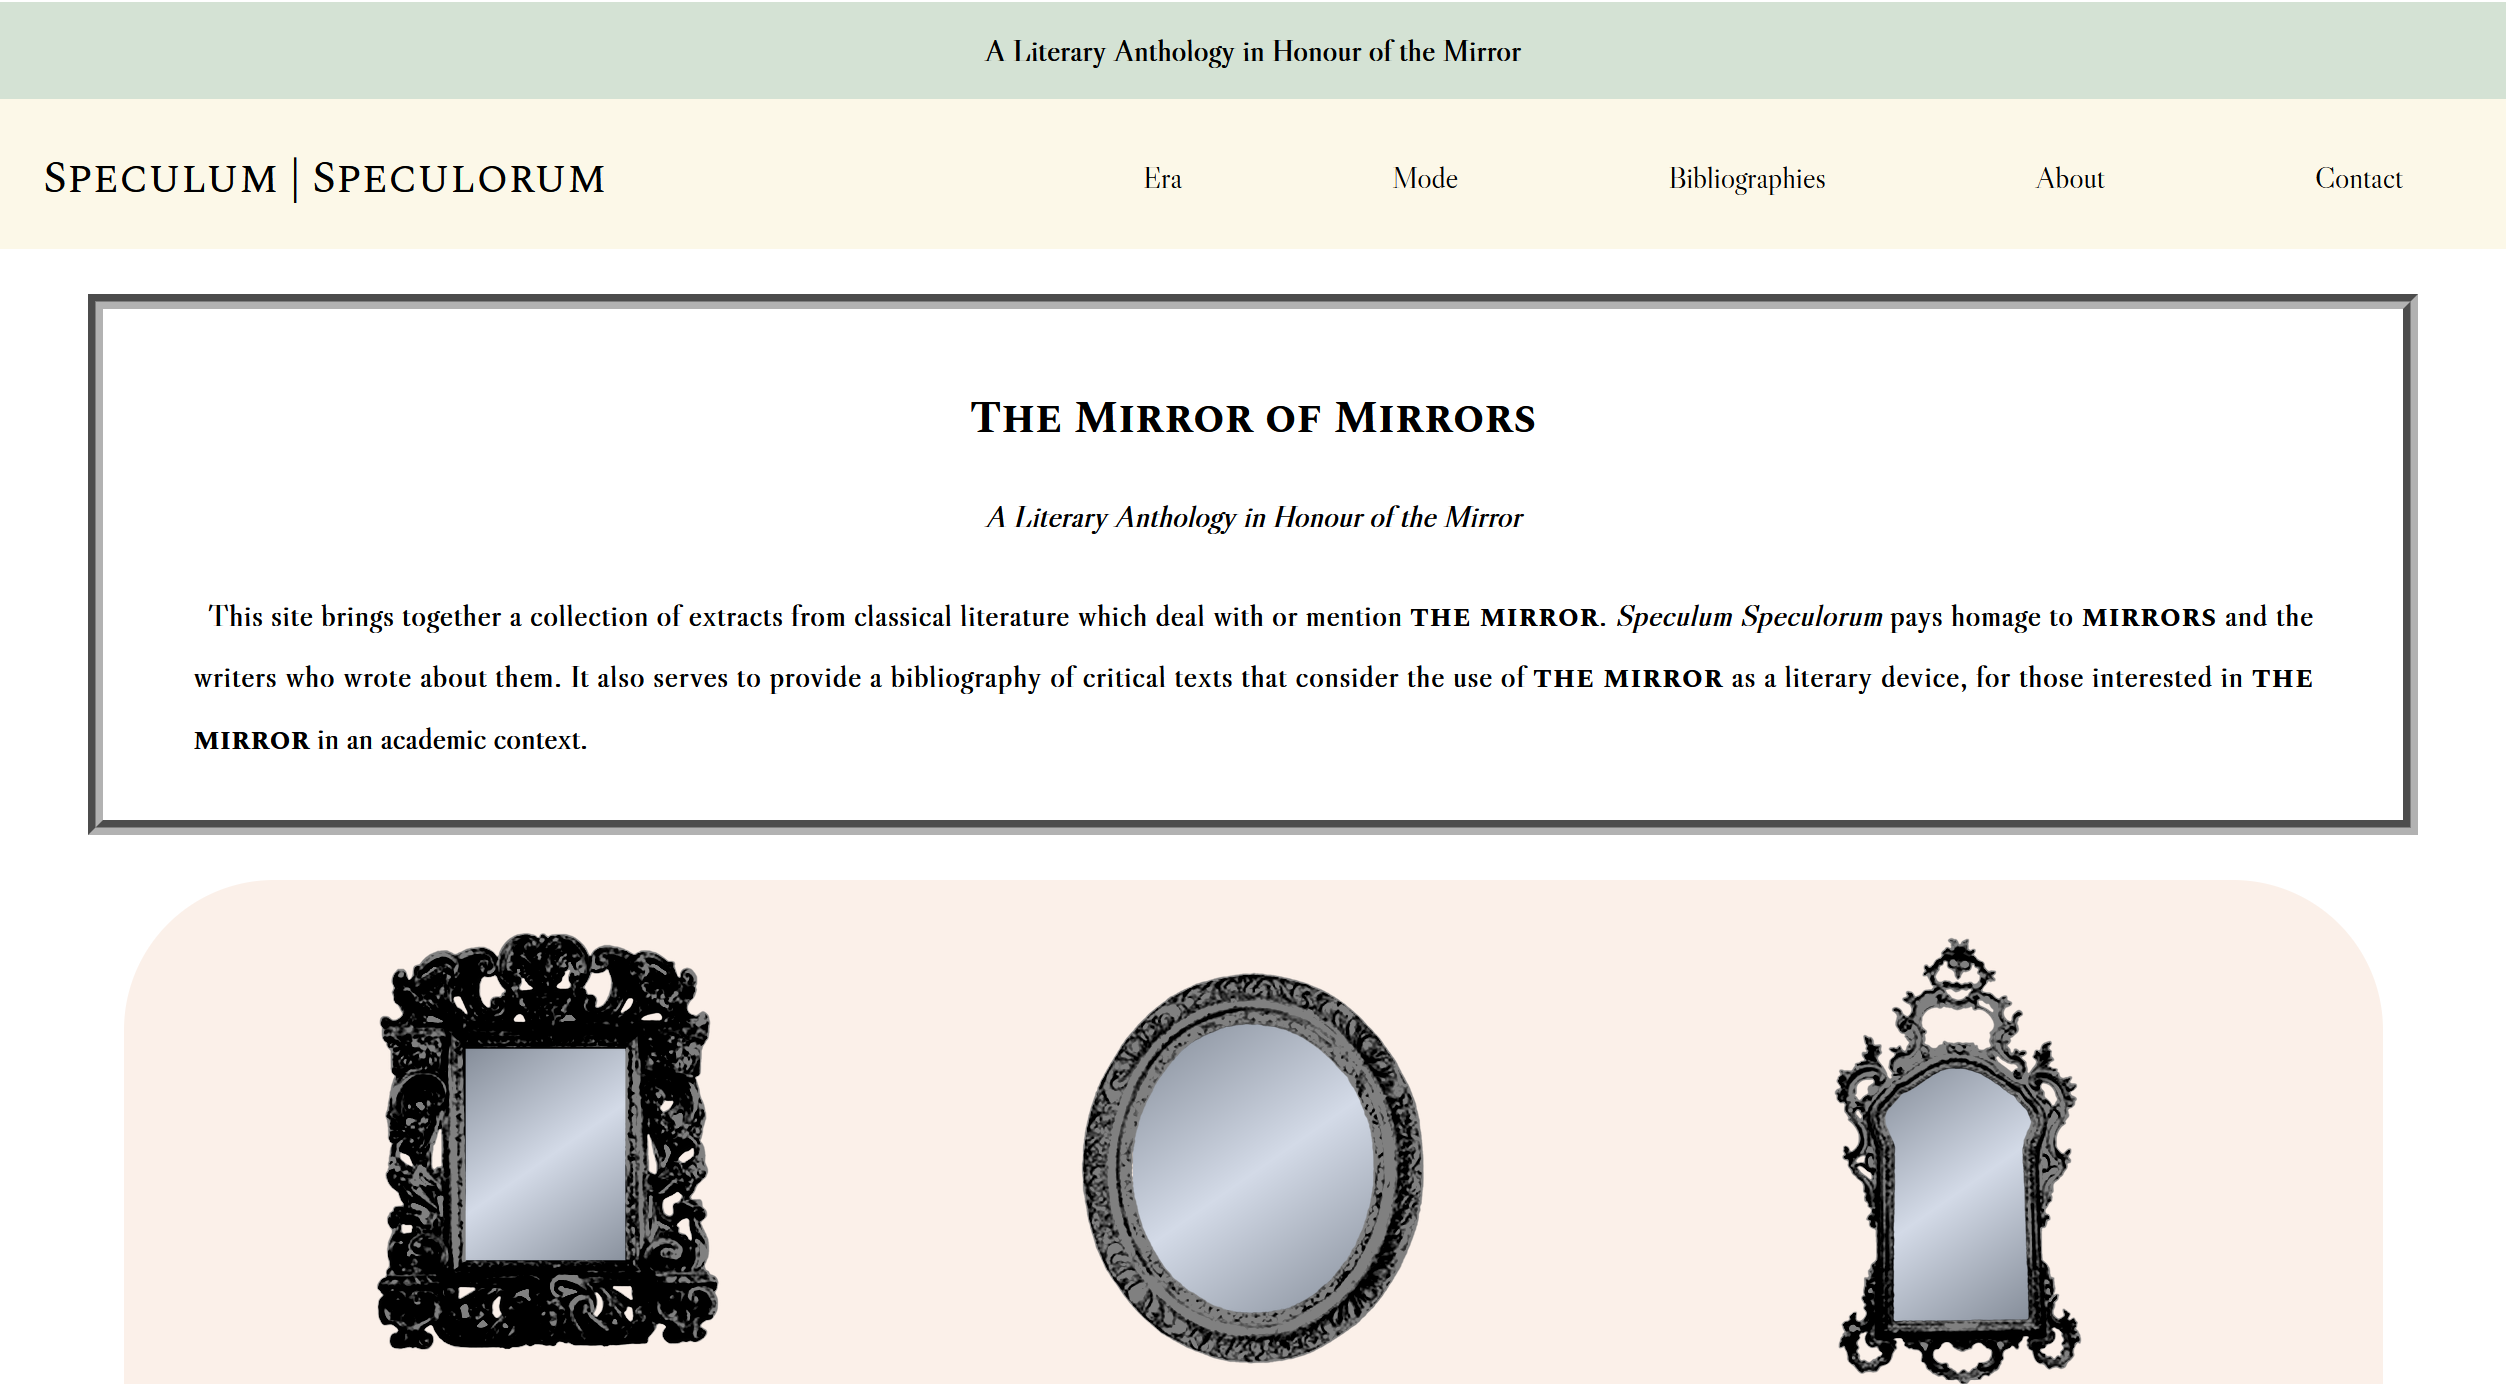 A Literary Anthology in Honour of the Mirror
SPECULUM | SPECULORUM
Era Mode Bibliographies About Contact
THE MIRROR OF MIRRORS
A Literary Anthology in Honour of the Mirror
This site brings together a collection of extracts from classical literature which deal with or mention THE MIRROR. Speculum Speculorum pays homage to MIRRORS and the
writers who wrote about them. It also serves to provide a bibliography of critical texts that consider the use of THE MIRROR as a literary device, for those interested in THE
MIRROR in an academic context.